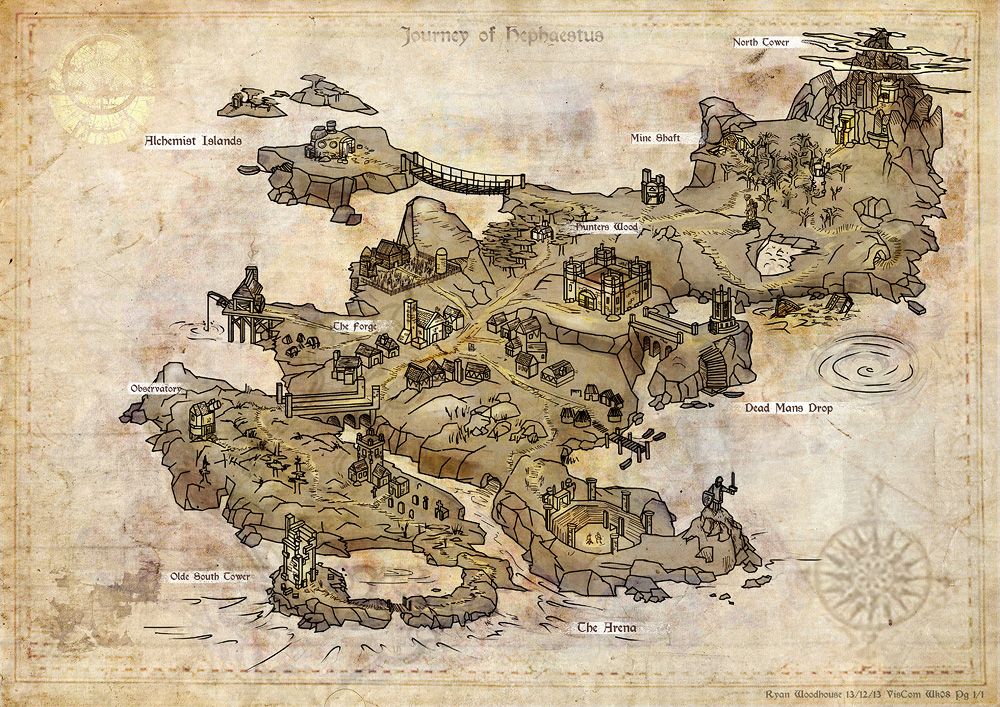 Journey of Hephaestus
North Tower
Alchemist Islands
Mine Shaft
Hunters Wood
The Forge
Observatory
Dead Mans Drop
Olde South Tower
The Arena
Ryan Woodhouse 13/12/13 VisCom Wk08 Pg 1/1